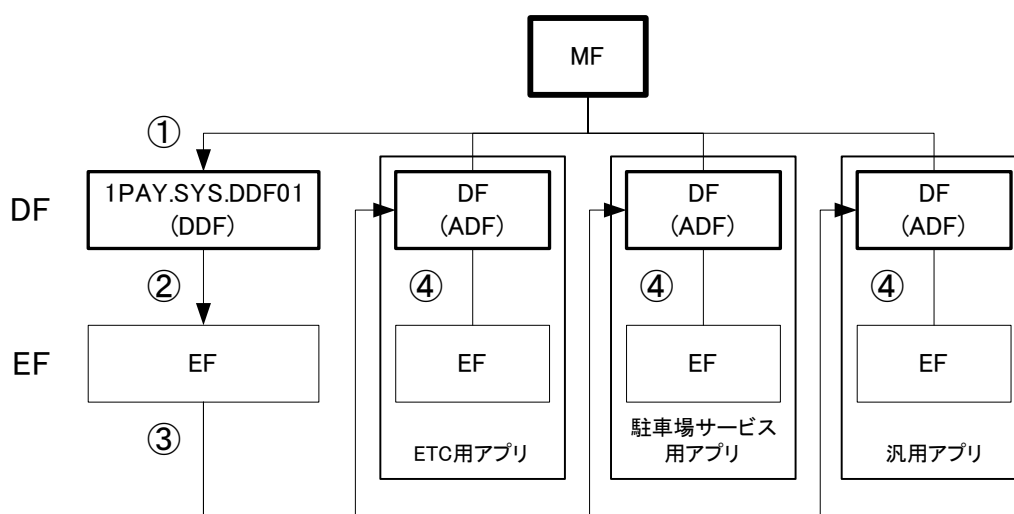 MF
①
DF
1PAY.SYS.DDF01
(DDF)
DF
(ADF)
DF
(ADF)
DF
(ADF)
②
④
④
④
EF
EF
EF
EF
EF
③
ETC用アプリ
駐車場サービス
用アプリ
汎用アプリ